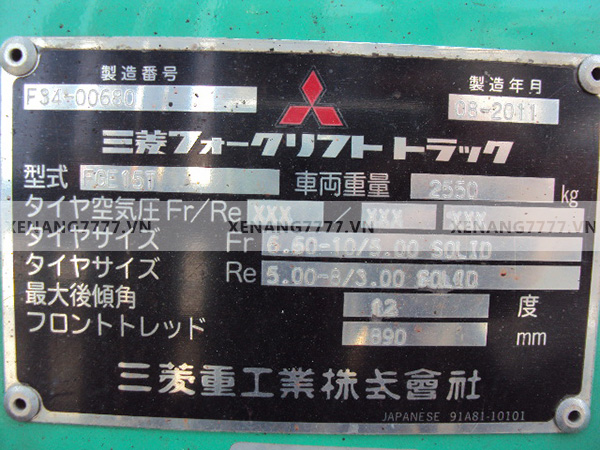 製造番号 製造年月
F34-00680 08-2011
三菱フォークリフトトラック
型式 FGE15T 車両重量 2550 kg
タイヤ空気圧 Fr/Re XXX / XXX XXX
XENANG7777.VN XENANG7777.VN XENANG7777.VN
タイヤサイズ Fr 6.50-10/5.00 SOLID
タイヤサイズ Re 5.00-8/3.00 SOLID
最大後傾角 12 度
フロントトレッド 890 mm
三菱重工業株式會社
JAPANESE 91A81-10101